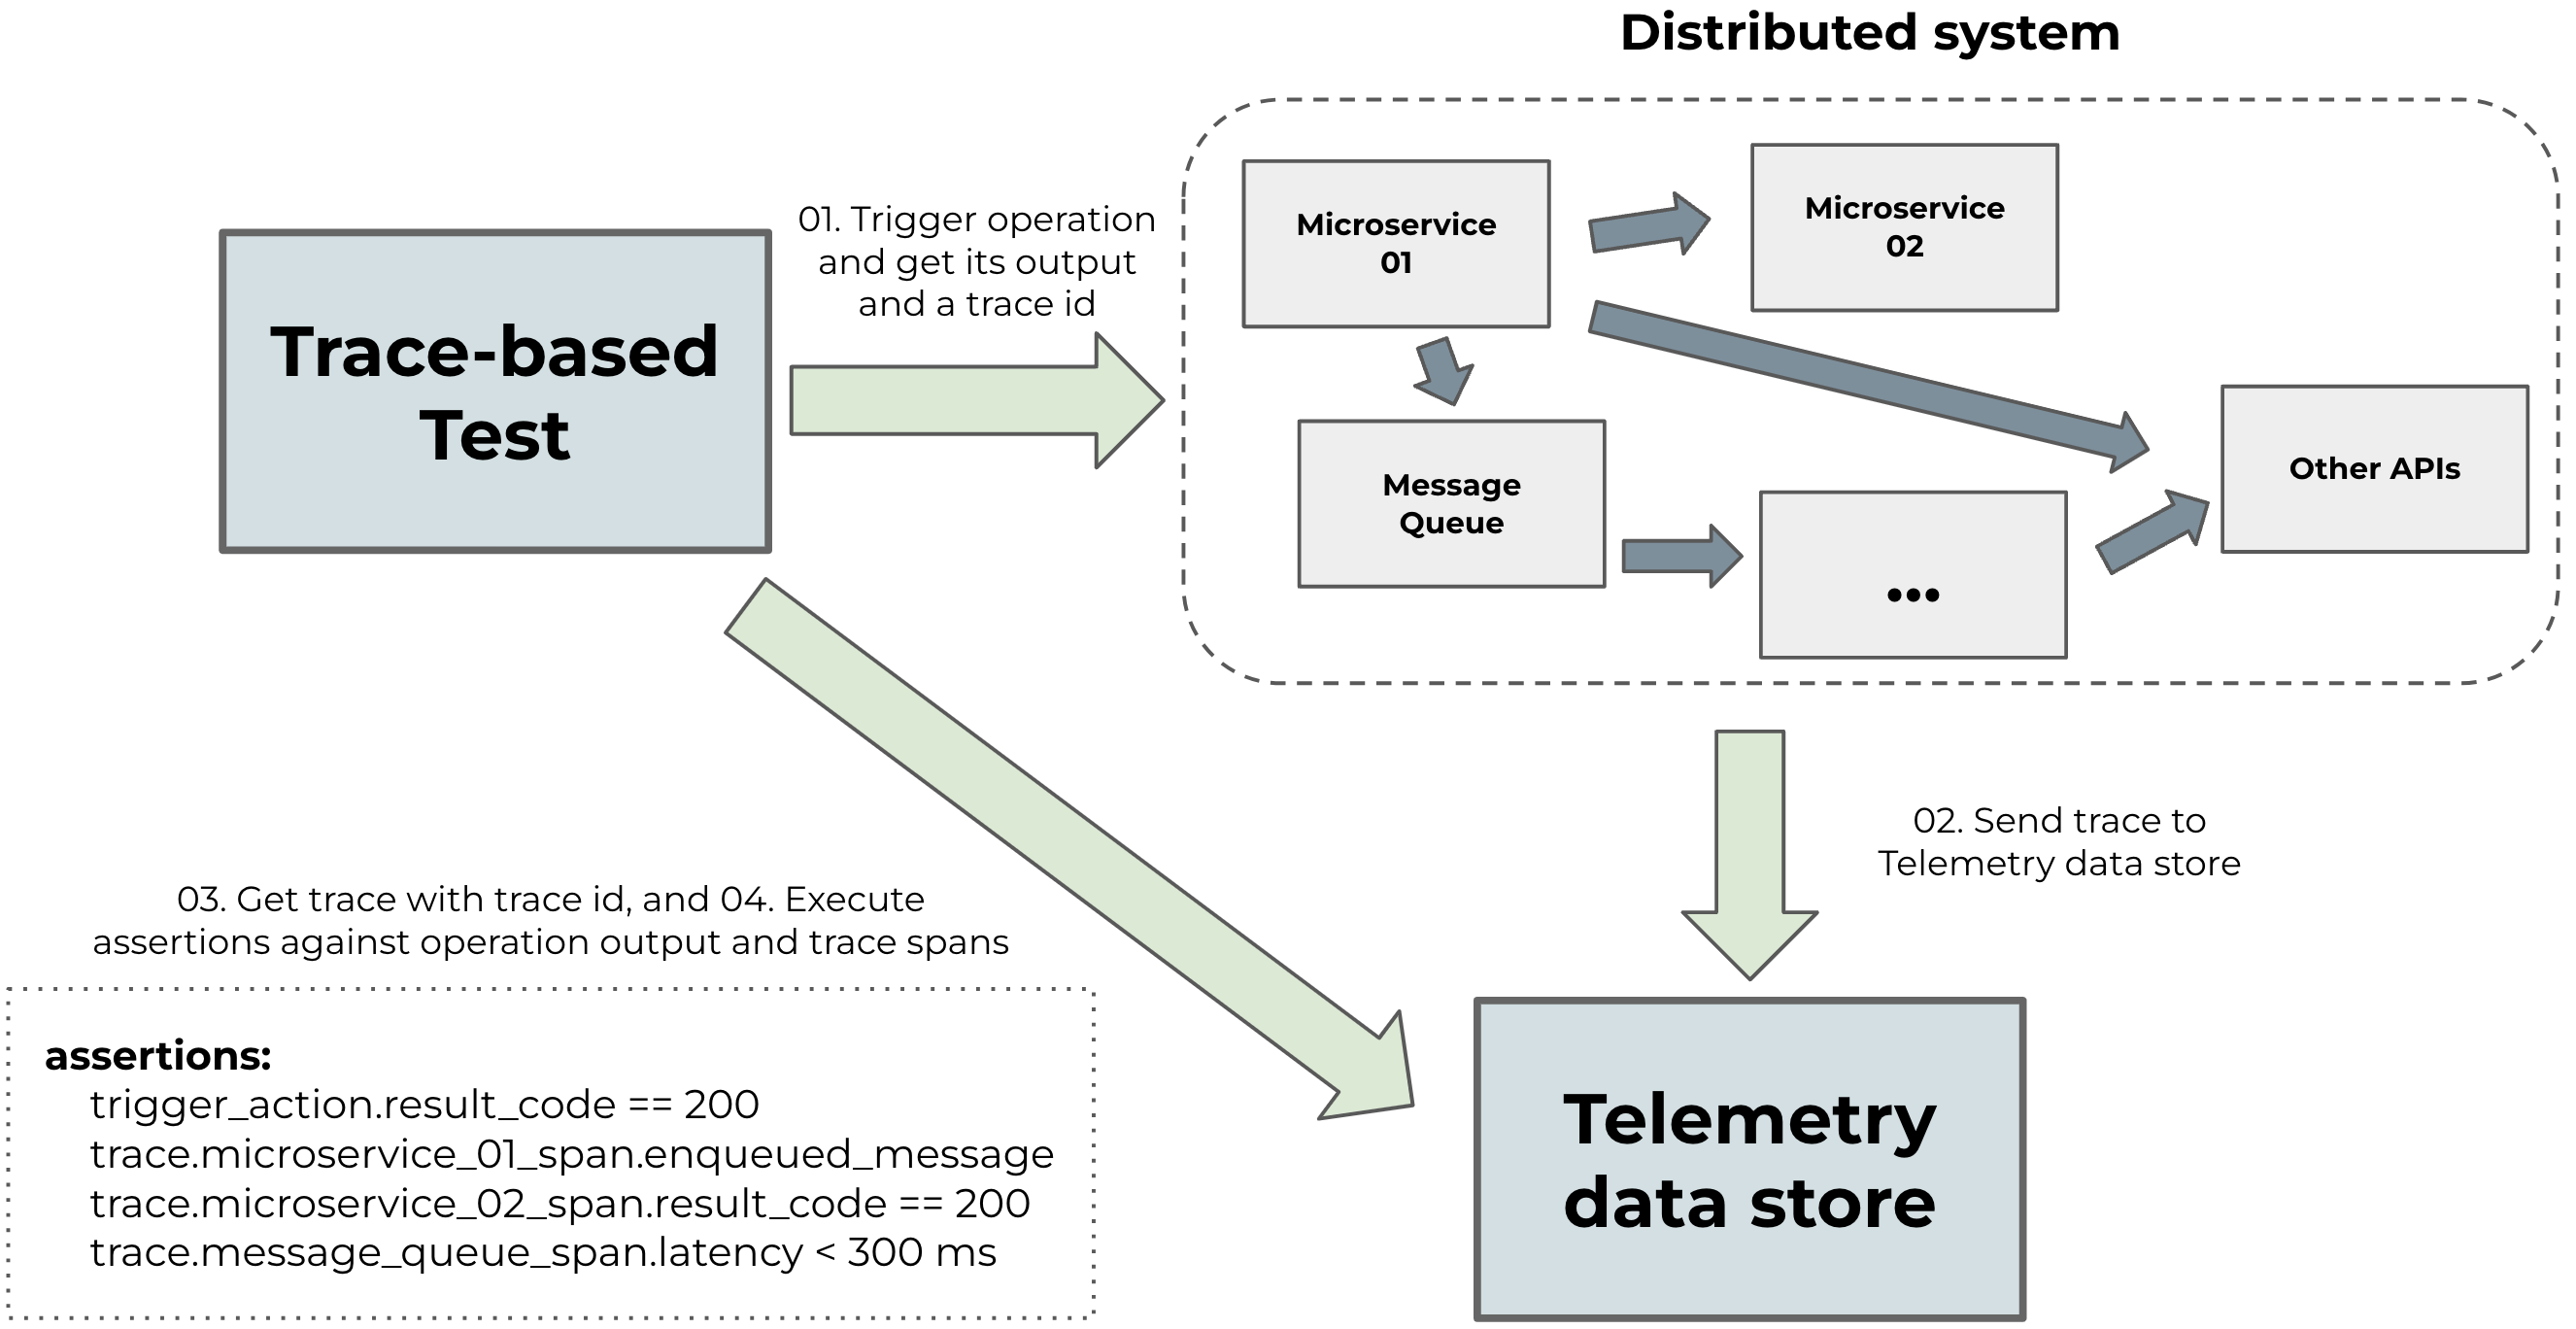 Distributed system
01. Trigger operation
and get its output
and a trace id
Trace-based
Test
Microservice
01
Microservice
02
Message
Queue
...
Other APIs
02. Send trace to
Telemetry data store
03. Get trace with trace id, and 04. Execute
assertions against operation output and trace spans
assertions:
trigger_action.result_code == 200
trace.microservice_01_span.enqueued_message
trace.microservice_02_span.result_code == 200
trace.message_queue_span.latency < 300 ms
Telemetry
data store